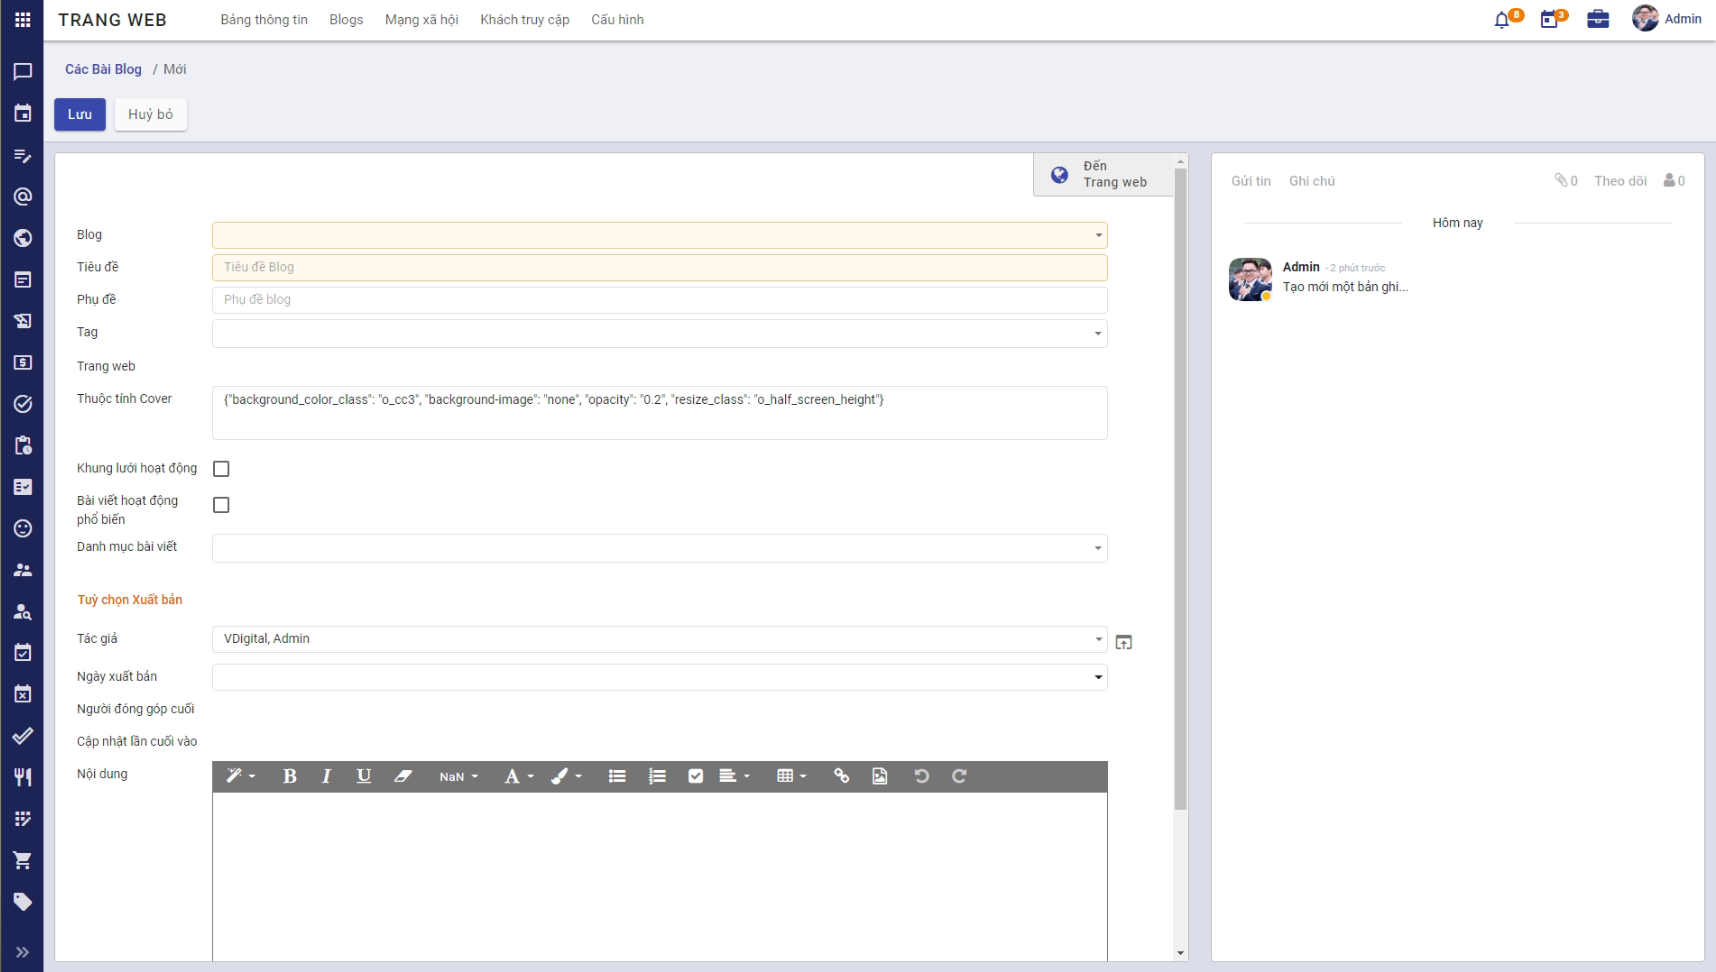 TRANG WEB
Bảng thông tin
Blogs
Mạng xã hội
Khách truy cập
Cấu hình
8
3
Admin
Các Bài Blog / Mới
Lưu
Huỷ bỏ
Đến
Trang web
Blog
Tiêu đề
Tiêu đề Blog
Phụ đề
Phụ đề blog
Tag
Trang web
Thuộc tính Cover
{"background_color_class": "o_cc3", "background-image": "none", "opacity": "0.2", "resize_class": "o_half_screen_height"}
Khung lưới hoạt động
Bài viết hoạt động
phổ biến
Danh mục bài viết
Tuỳ chọn Xuất bản
Tác giả
VDigital, Admin
Ngày xuất bản
Người đóng góp cuối
Cập nhật lần cuối vào
Nội dung
B I U NaN A
Gửi tin
Ghi chú
0
Theo dõi
0
Hôm nay
Admin - 2 phút trước
Tạo mới một bản ghi...